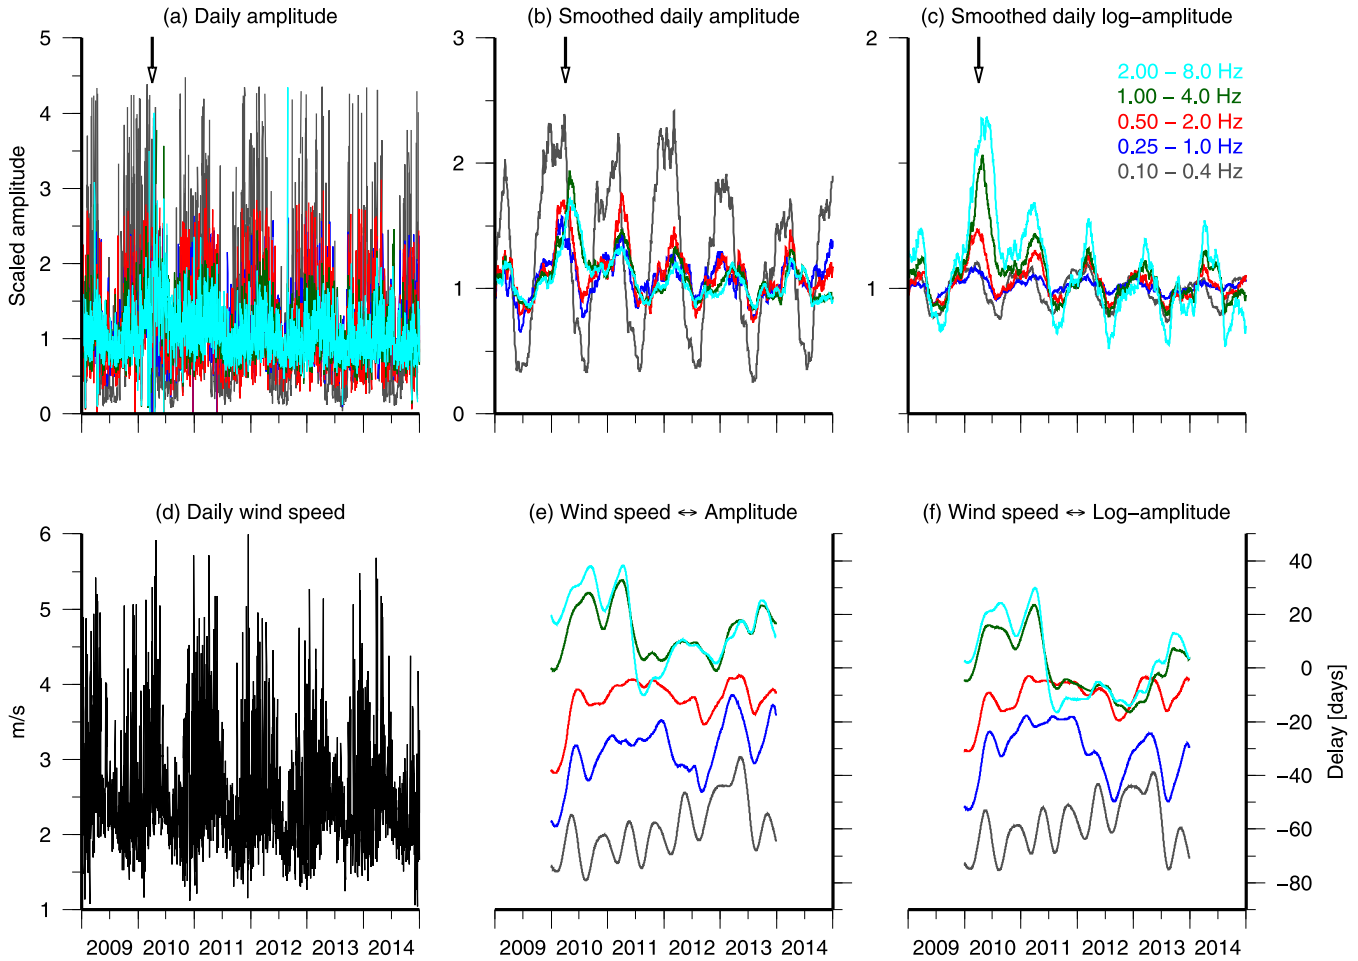 (a) Daily amplitude
(b) Smoothed daily amplitude
(c) Smoothed daily log−amplitude
5
4
3
2
1
0
Scaled amplitude
3
2
1
0
2
1
2.00 − 8.0 Hz
1.00 − 4.0 Hz
0.50 − 2.0 Hz
0.25 − 1.0 Hz
0.10 − 0.4 Hz
(d) Daily wind speed
(e) Wind speed ↔ Amplitude
(f) Wind speed ↔ Log−amplitude
6
5
4
3
2
1
m/s
40
20
0
−20
−40
−60
−80
Delay [days]
2009 2010 2011 2012 2013 2014
2009 2010 2011 2012 2013 2014
2009 2010 2011 2012 2013 2014